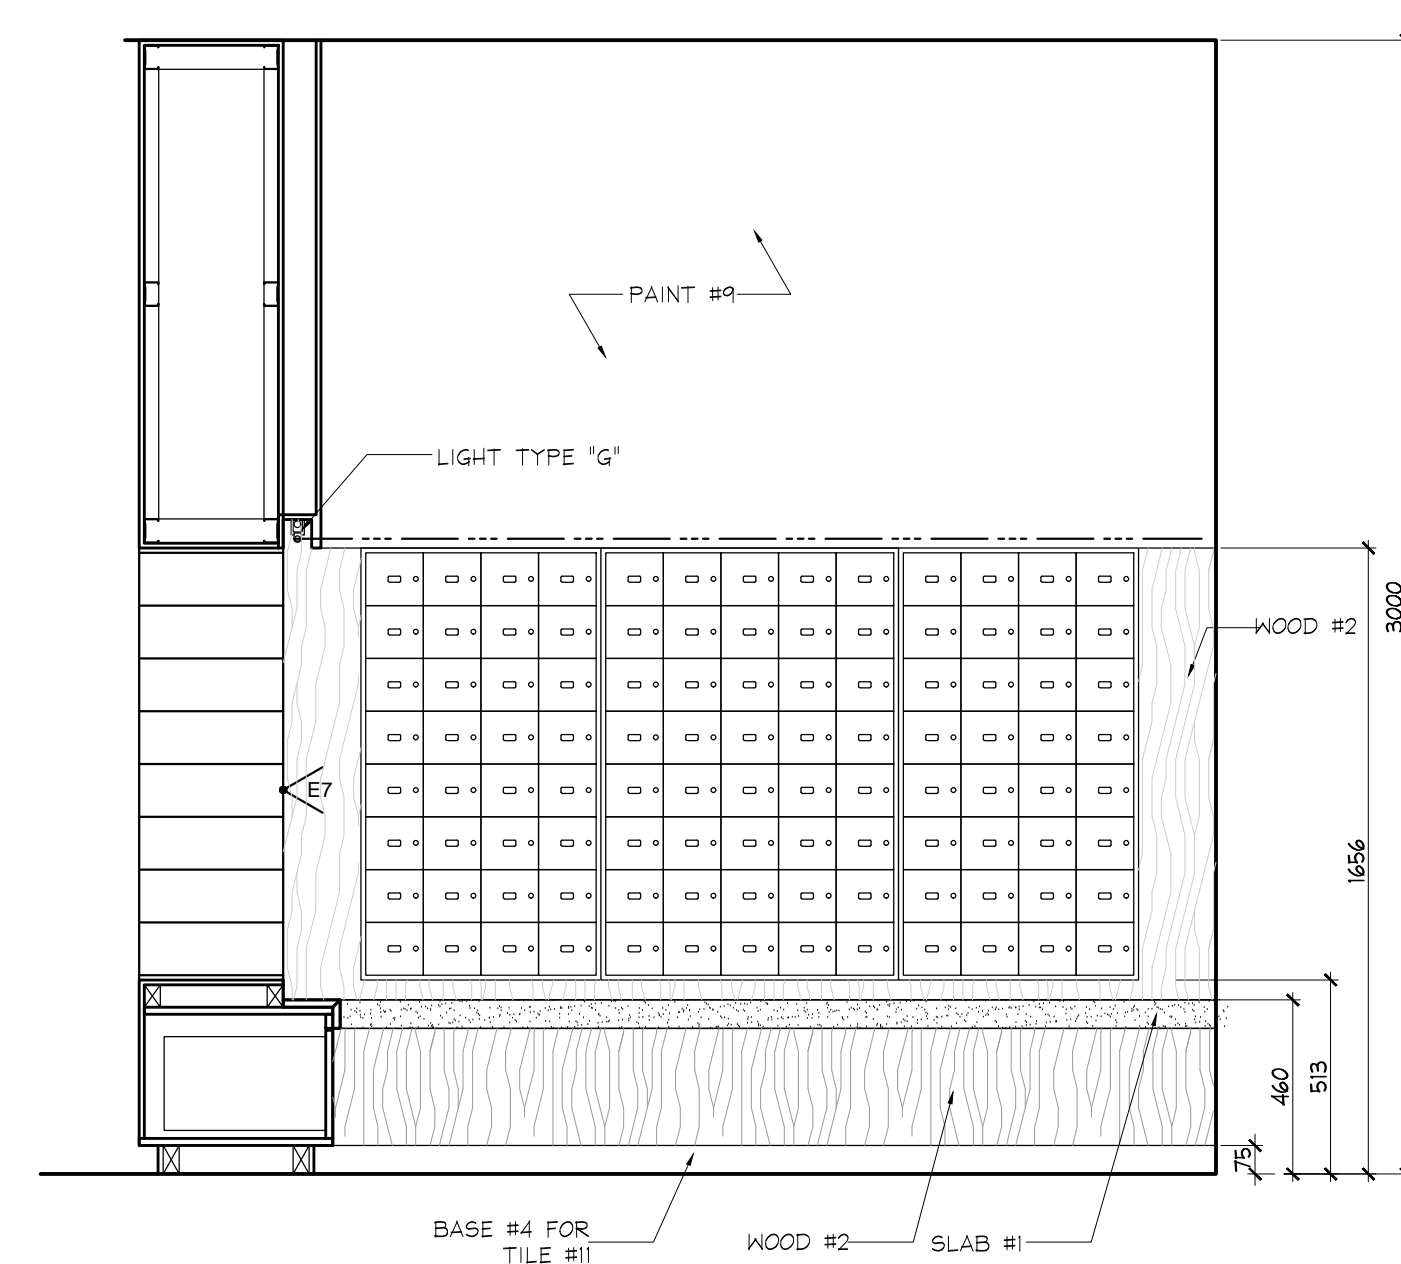 PAINT #9
LIGHT TYPE "G"
3000
WOOD #2
E7
1656
460
513
75
BASE #4 FOR
TILE #11
WOOD #2
SLAB #1